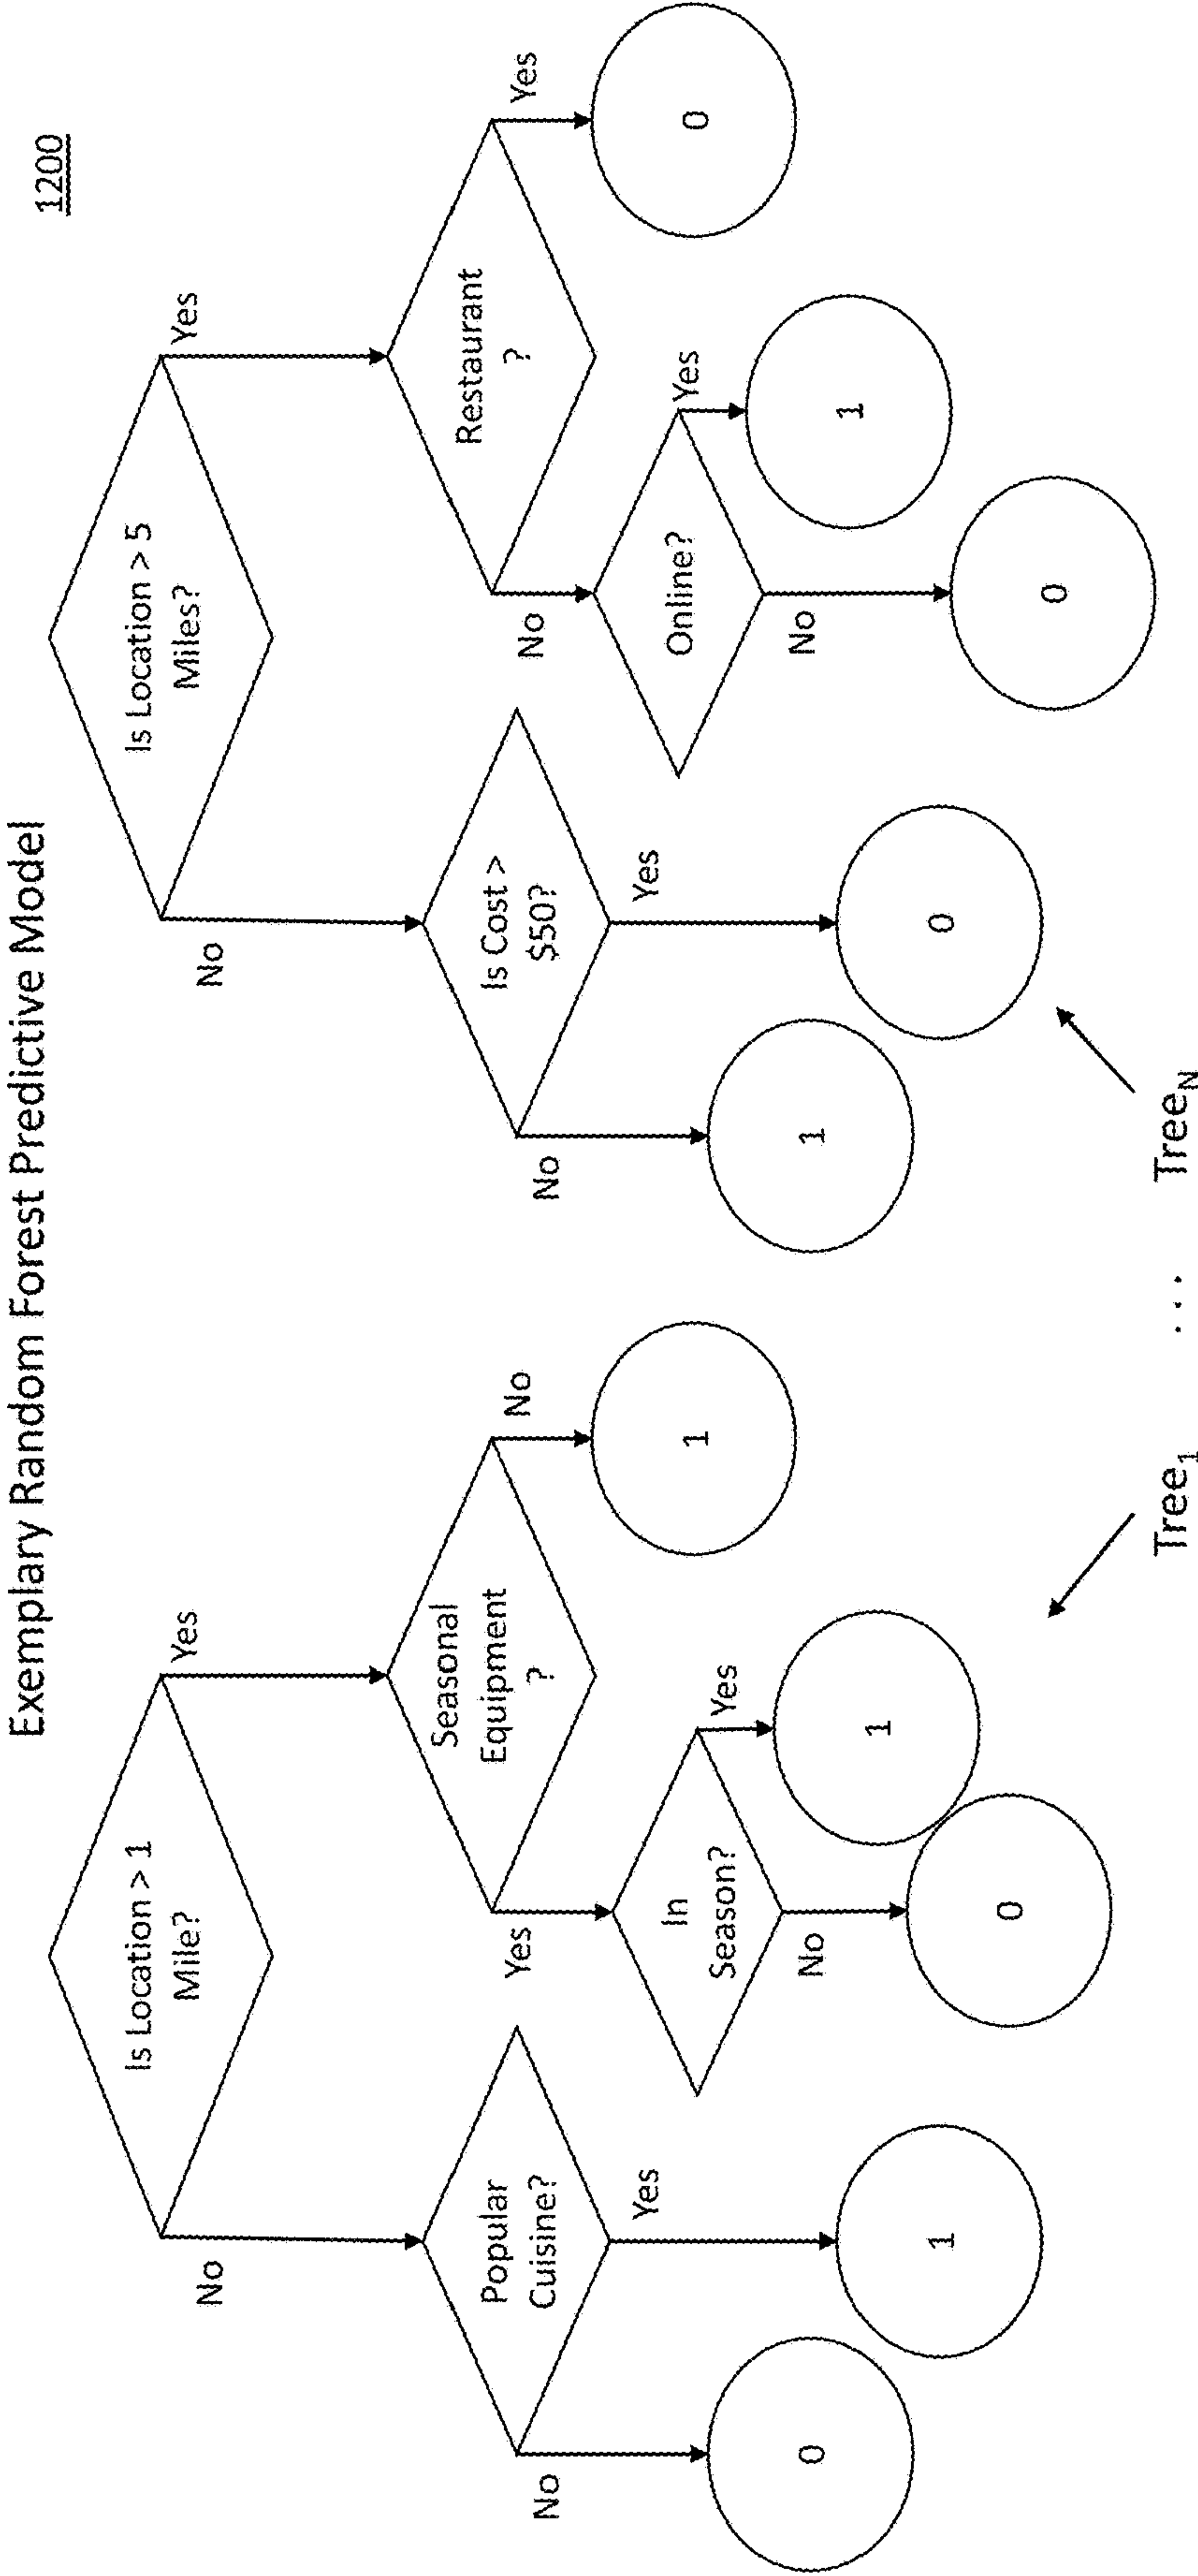 Exemplary Random Forest Predictive Model
1200
Is Location > 1
Mile?
No
Yes
Popular
Cuisine?
Seasonal
Equipment
?
No
Yes
Yes
No
In
Season?
No
Yes
0
1
0
1
1
Is Location > 5
Miles?
No
Yes
Is Cost >
$50?
Restaurant
?
No
Yes
No
Yes
Online?
No
Yes
1
0
0
1
0
Tree1
. . .
TreeN